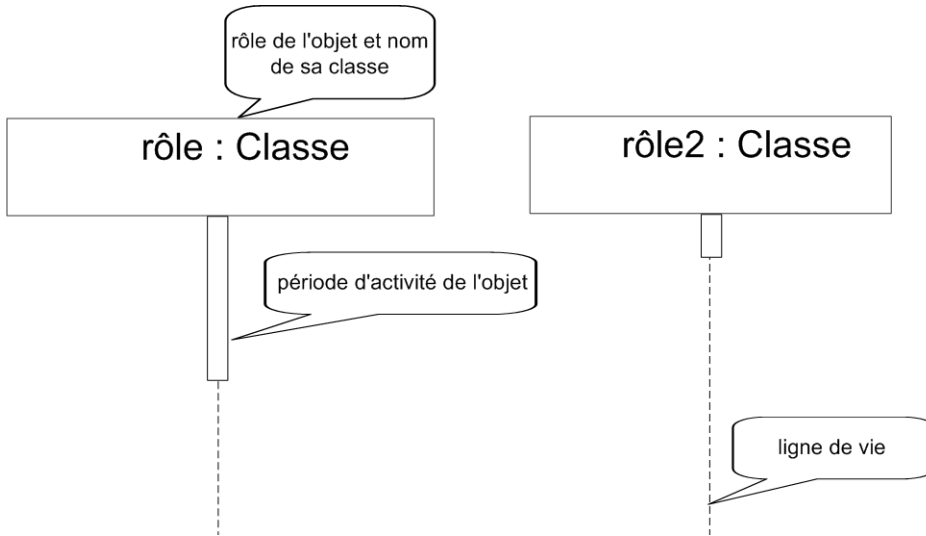 rôle de l'objet et nom
de sa classe
rôle : Classe
rôle2 : Classe
période d'activité de l'objet
ligne de vie